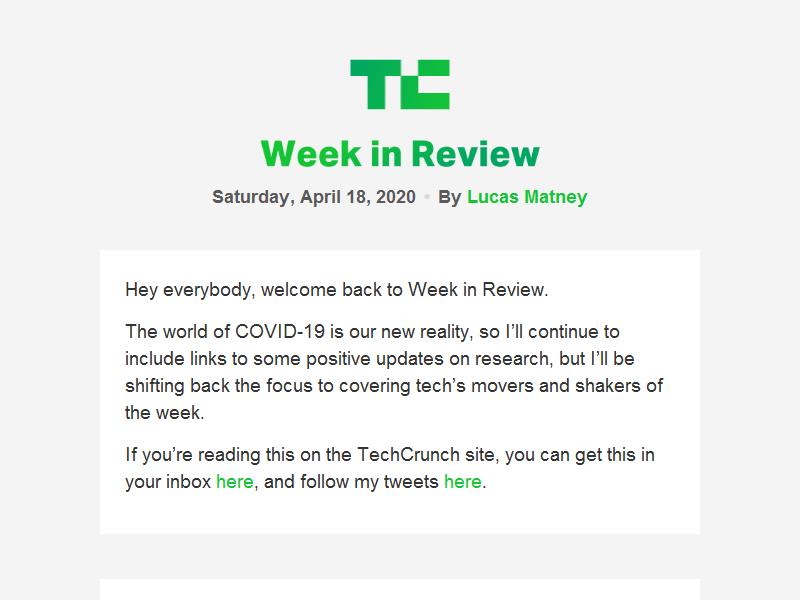 TC
Week in Review
Saturday, April 18, 2020 • By Lucas Matney
Hey everybody, welcome back to Week in Review.
The world of COVID-19 is our new reality, so I’ll continue to
include links to some positive updates on research, but I’ll be
shifting back the focus to covering tech’s movers and shakers of
the week.
If you’re reading this on the TechCrunch site, you can get this in
your inbox here, and follow my tweets here.